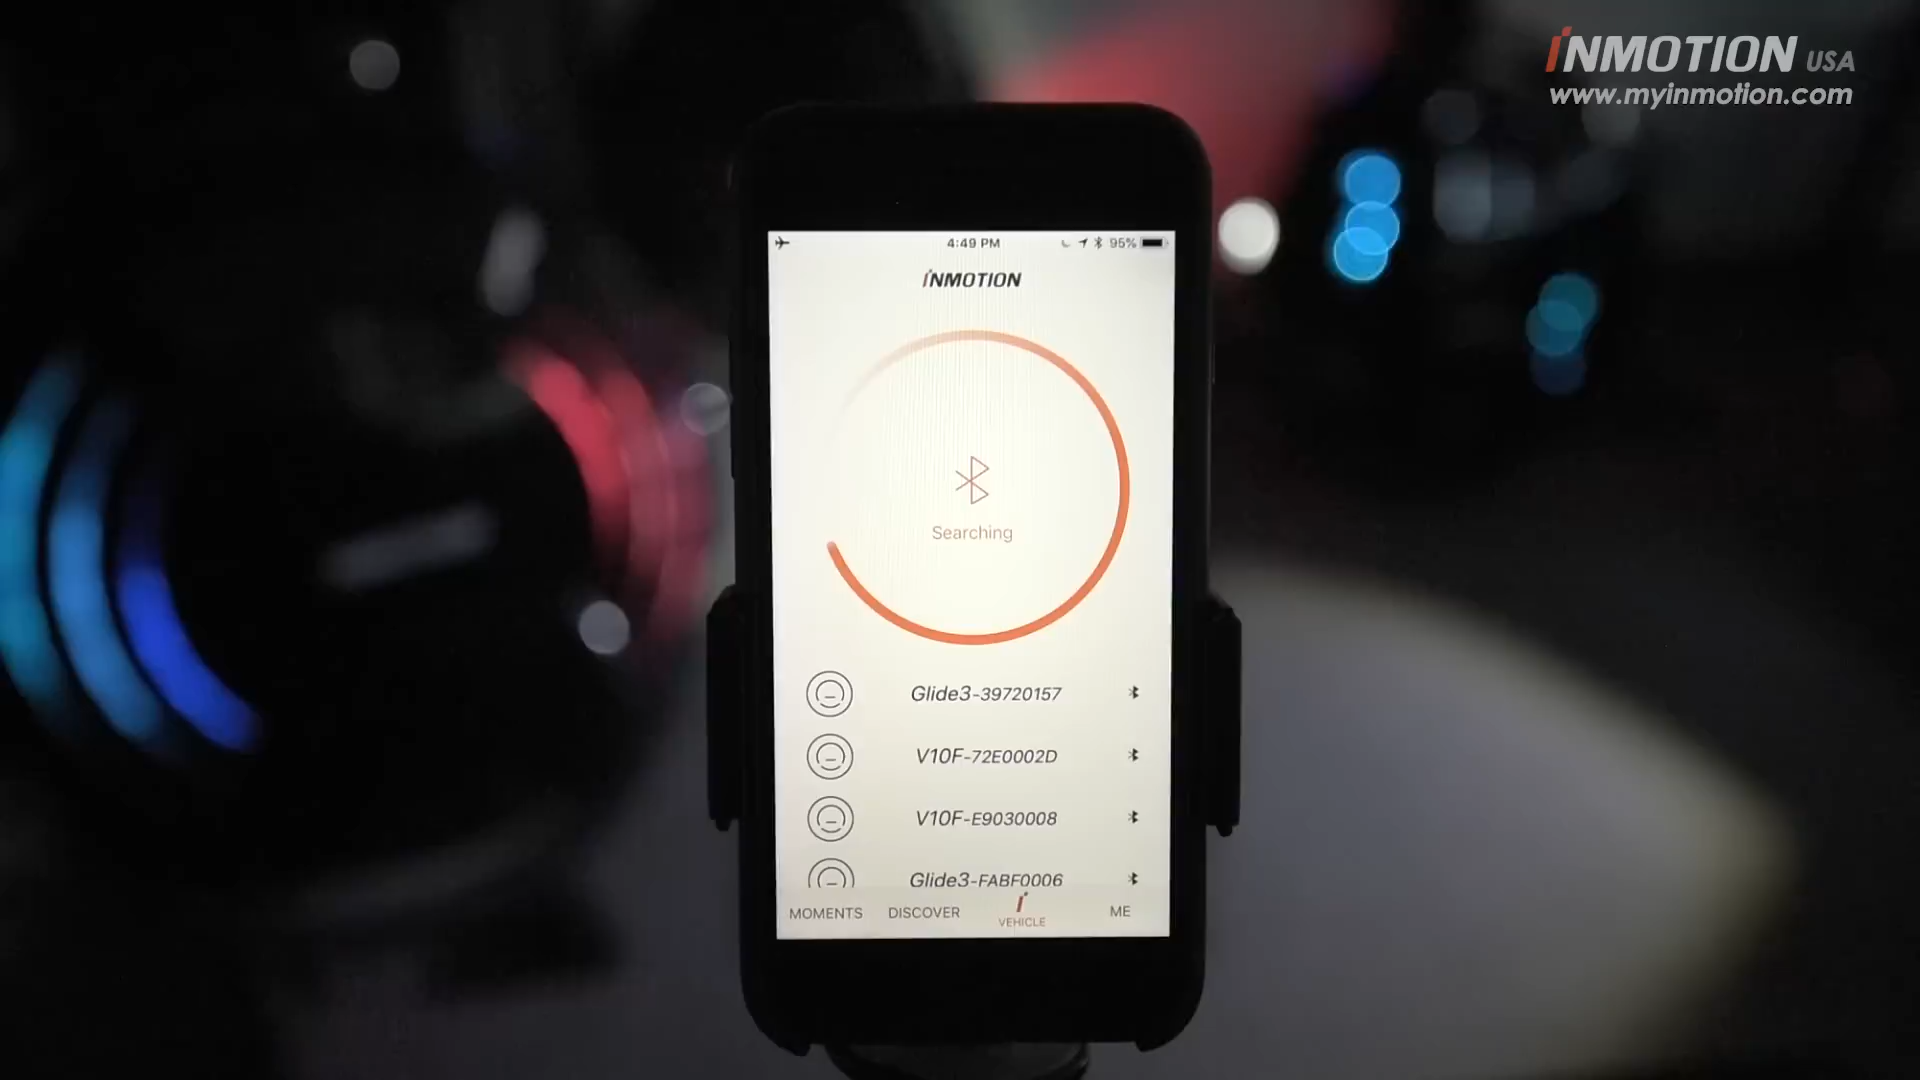 iNMOTION USA
www.myinmotion.com
4:49 PM
95%
iNMOTION
Searching
Glide3-39720157
V10F-72E0002D
V10F-E9030008
Glide3-FABF0006
MOMENTS
DISCOVER
VEHICLE
ME